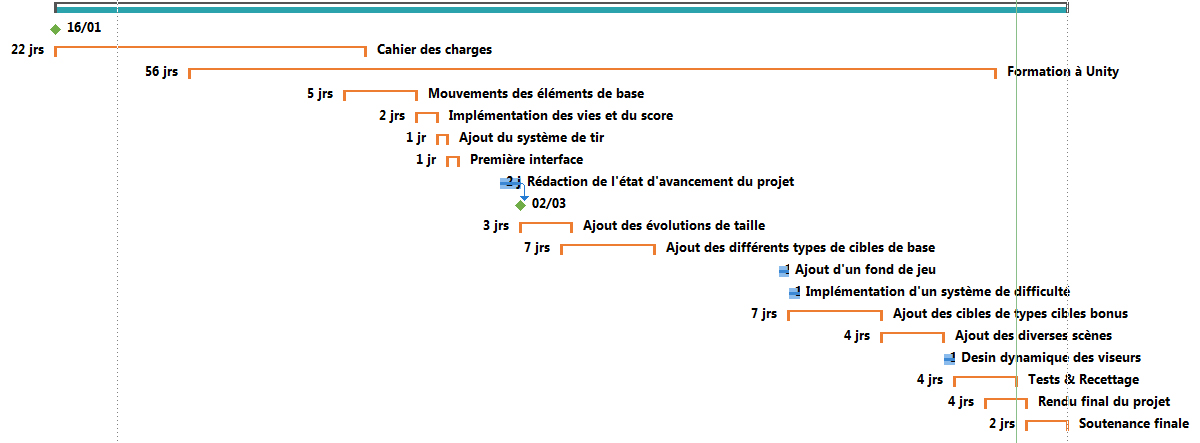 16/01
22 jrs Cahier des charges
56 jrs Formation à Unity
5 jrs Mouvements des éléments de base
2 jrs Implémentation des vies et du score
1 jr Ajout du système de tir
1 jr Première interface
2 j Rédaction de l'état d'avancement du projet
02/03
3 jrs Ajout des évolutions de taille
7 jrs Ajout des différents types de cibles de base
1 Ajout d'un fond de jeu
1 Implémentation d'un système de difficulté
7 jrs Ajout des cibles de types cibles bonus
4 jrs Ajout des diverses scènes
1 Desin dynamique des viseurs
4 jrs Tests & Recettage
4 jrs Rendu final du projet
2 jrs Soutenance finale